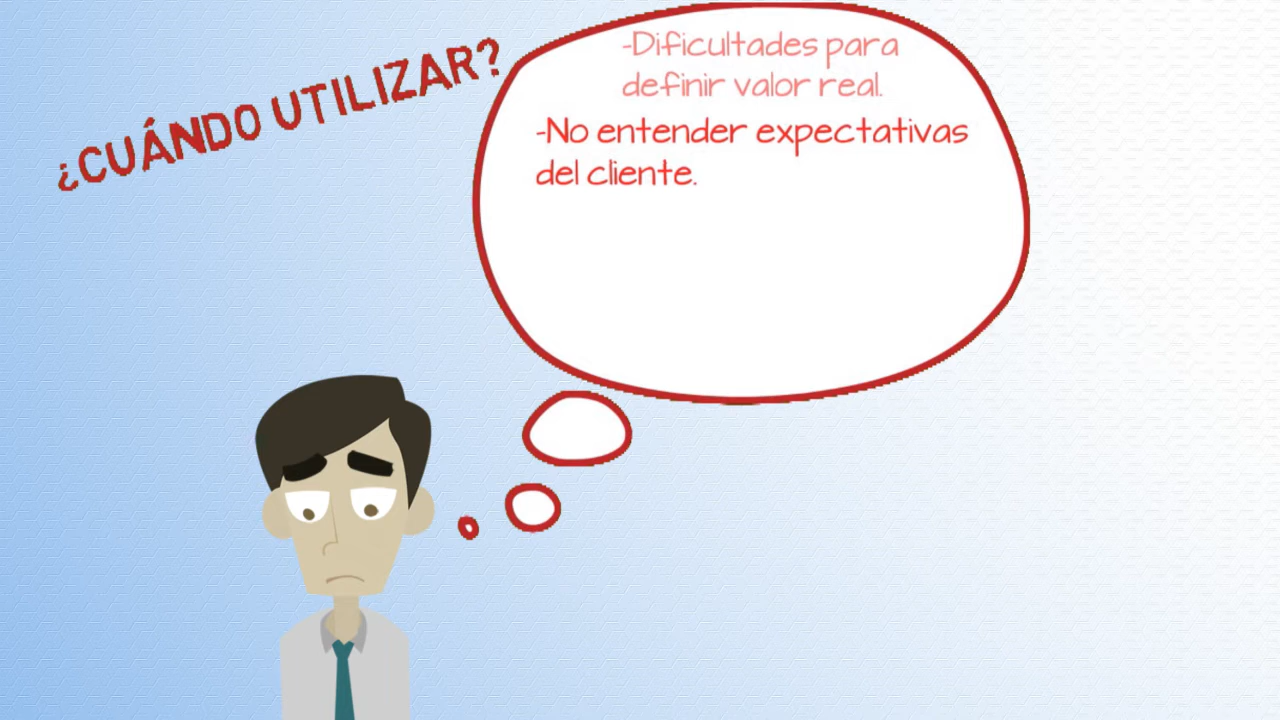 ¿CUÁNDO UTILIZAR?
-Dificultades para
definir valor real.
-No entender expectativas
del cliente.